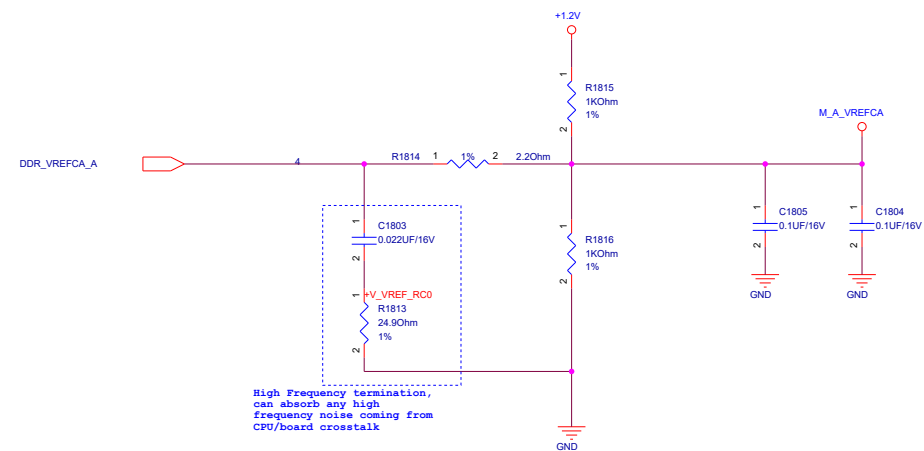 +1.2V
1
R1815
1KOhm
1%
2
M_A_VREFCA
DDR_VREFCA_A
4
R1814
1
1%
2
2.2Ohm
1
C1803
0.022UF/16V
2
1
R1816
1KOhm
1%
2
1
C1805
0.1UF/16V
2
GND
1
C1804
0.1UF/16V
2
GND
1
+V_VREF_RC0
R1813
24.9Ohm
1%
2
High Frequency termination,
can absorb any high
frequency noise coming from
CPU/board crosstalk
GND